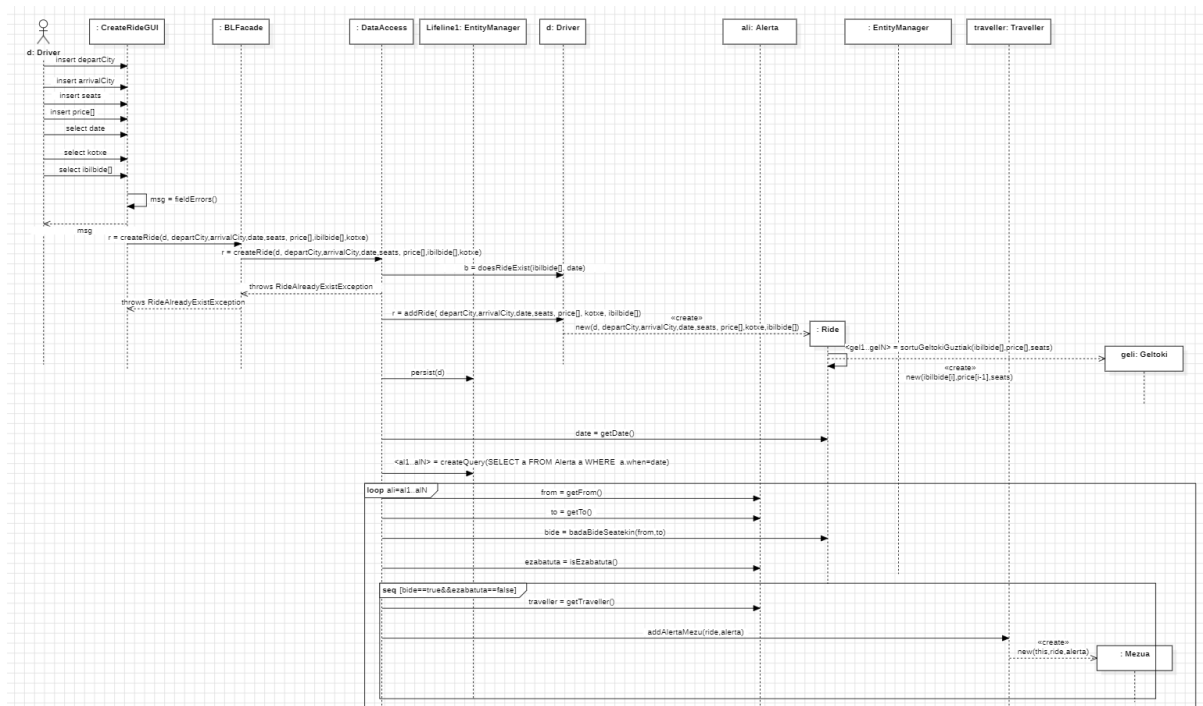 : CreateRideGUI
: BLFacade
: DataAccess
Lifeline1: EntityManager
d: Driver
ali: Alerta
: EntityManager
traveller: Traveller
d: Driver
insert departCity
insert arrivalCity
insert seats
insert price[]
select date
select kotxe
select ibilbide[]
msg = fieldErrors()
msg
r = createRide(d, departCity,arrivalCity,date,seats, price[],ibilbide[],kotxe)
r = createRide(d, departCity,arrivalCity,date,seats, price[],ibilbide[],kotxe)
b = doesRideExist(ibilbide[], date)
throws RideAlreadyExistException
throws RideAlreadyExistException
r = addRide( departCity,arrivalCity,date,seats, price[], kotxe, ibilbide[])
«create»
new(d, departCity,arrivalCity,date,seats, price[],kotxe,ibilbide[])
: Ride
<gel1..gelN> = sortuGeltokiGuztiak(ibilbide[],price[],seats)
geli: Geltoki
«create»
new(ibilbide[i],price[i-1],seats)
persist(d)
date = getDate()
<al1..alN> = createQuery(SELECT a FROM Alerta a WHERE a.when=date)
loop ali=al1..alN
from = getFrom()
to = getTo()
bide = badaBideSeatekin(from,to)
ezabatuta = isEzabatuta()
seq [bide==true&&ezabatuta==false]
traveller = getTraveller()
addAlertaMezu(ride,alerta)
«create»
new(this,ride,alerta)
: Mezua